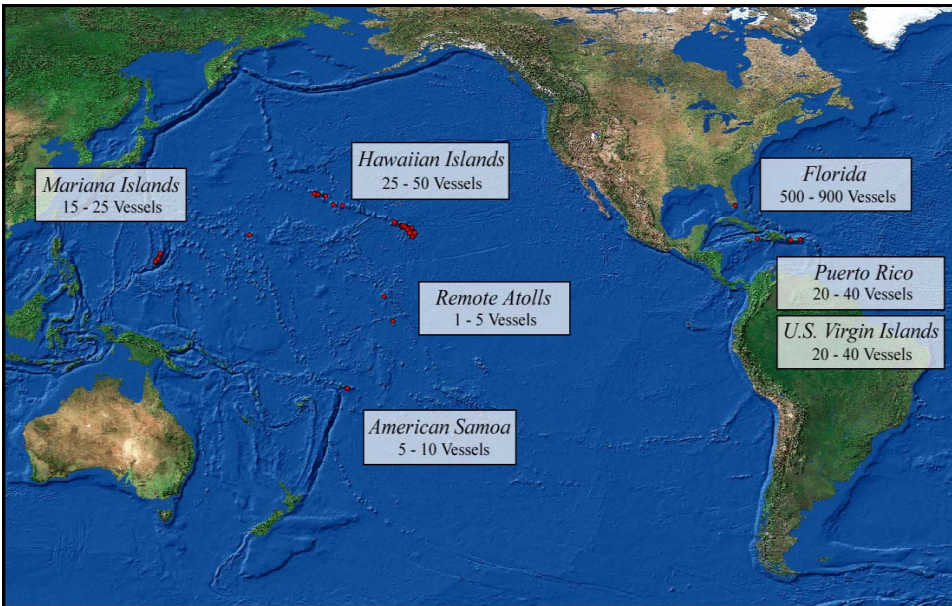 Hawaiian Islands
25 - 50 Vessels
Mariana Islands
15 - 25 Vessels
Florida
500 - 900 Vessels
Puerto Rico
20 - 40 Vessels
Remote Atolls
1 - 5 Vessels
U.S. Virgin Islands
20 - 40 Vessels
American Samoa
5 - 10 Vessels